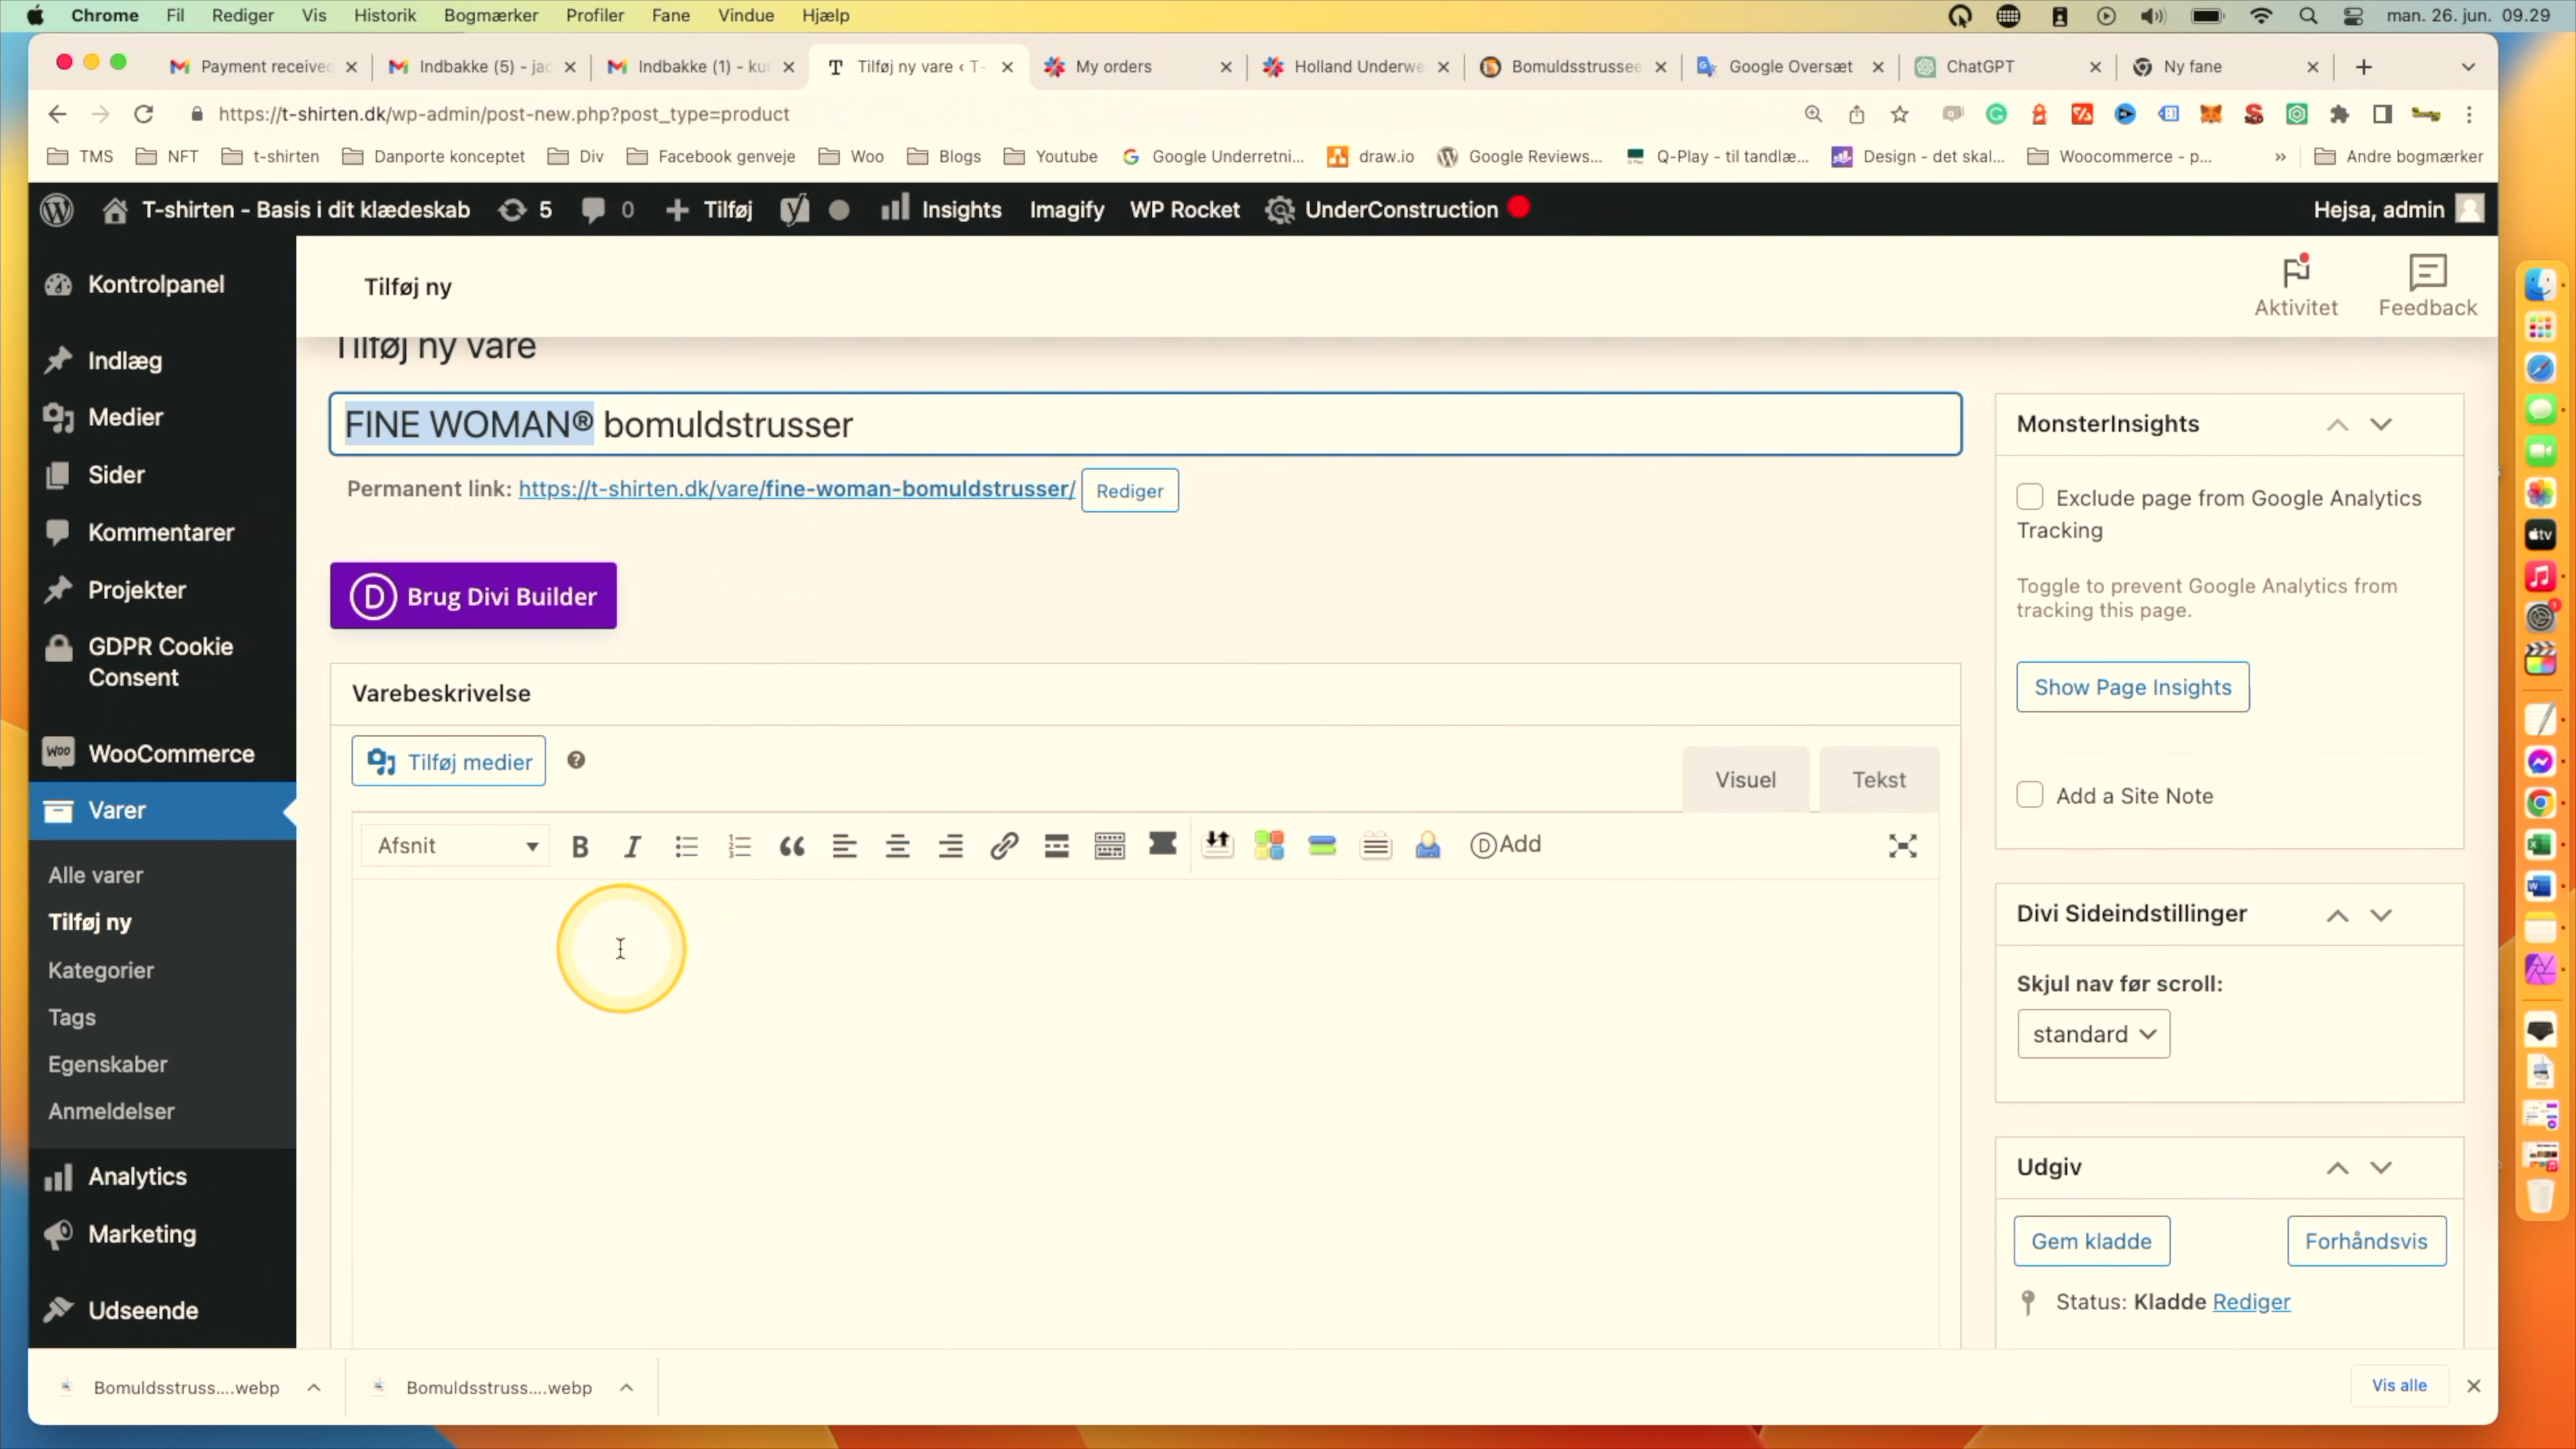 Chrome Fil Rediger Vis Historik Bogmærker Profiler Fane Vindue Hjælp man. 26. jun. 09.29
Payment receive Indbakke (5) - jac Indbakke (1) - kun T Tilføj ny vare ‹ T- My orders Holland Underwe Bomuldsstrussee Google Oversæt ChatGPT Ny fane
https://t-shirten.dk/wp-admin/post-new.php?post_type=product
TMS NFT t-shirten Danporte konceptet Div Facebook genveje Woo Blogs Youtube Google Underretni... draw.io Google Reviews... Q-Play - til tandlæ... Design - det skal... Woocommerce - p... » Andre bogmærker
T-shirten - Basis i dit klædeskab 5 0 Tilføj Insights Imagify WP Rocket UnderConstruction Hejsa, admin
Kontrolpanel
Indlæg
Medier
Sider
Kommentarer
Projekter
GDPR Cookie
Consent
WooCommerce
Varer
Alle varer
Tilføj ny
Kategorier
Tags
Egenskaber
Anmeldelser
Analytics
Marketing
Udseende
Tilføj ny
Aktivitet Feedback
Tilføj ny vare
FINE WOMAN® bomuldstrusser
Permanent link: https://t-shirten.dk/vare/fine-woman-bomuldstrusser/ Rediger
D Brug Divi Builder
Varebeskrivelse
Tilføj medier
Visuel Tekst
Afsnit B I D Add
MonsterInsights
Exclude page from Google Analytics
Tracking
Toggle to prevent Google Analytics from
tracking this page.
Show Page Insights
Add a Site Note
Divi Sideindstillinger
Skjul nav før scroll:
standard
Udgiv
Gem kladde Forhåndsvis
Status: Kladde Rediger
Bomuldsstruss....webp Bomuldsstruss....webp Vis alle